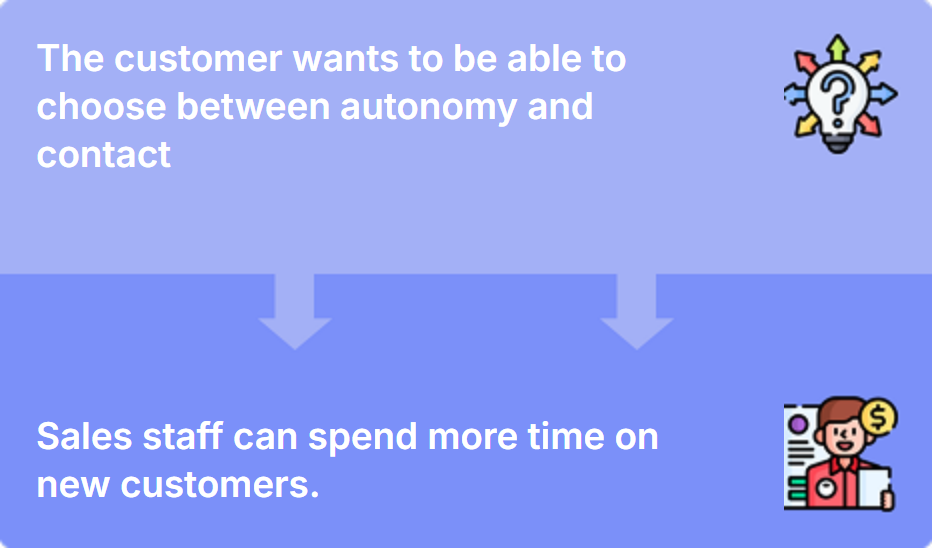 The customer wants to be able to
choose between autonomy and
contact
?
$
Sales staff can spend more time on
new customers.